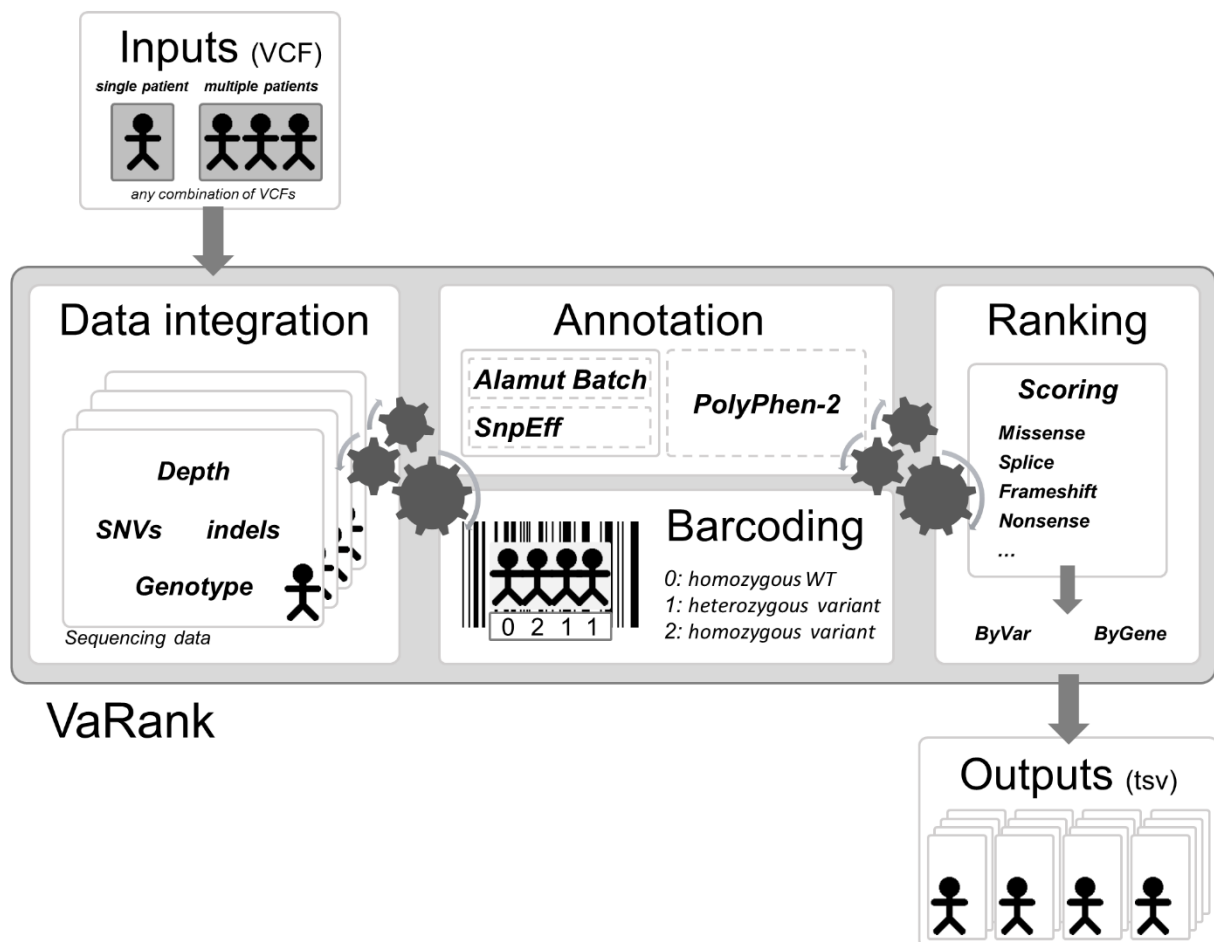 Inputs (VCF)
single patient multiple patients
any combination of VCFs
Data integration
Depth
SNVs indels
Genotype
Sequencing data
Annotation
Alamut Batch
SnpEff
PolyPhen-2
Barcoding
0 2 1 1
0: homozygous WT
1: heterozygous variant
2: homozygous variant
Ranking
Scoring
Missense
Splice
Frameshift
Nonsense
...
ByVar ByGene
VaRank
Outputs (tsv)